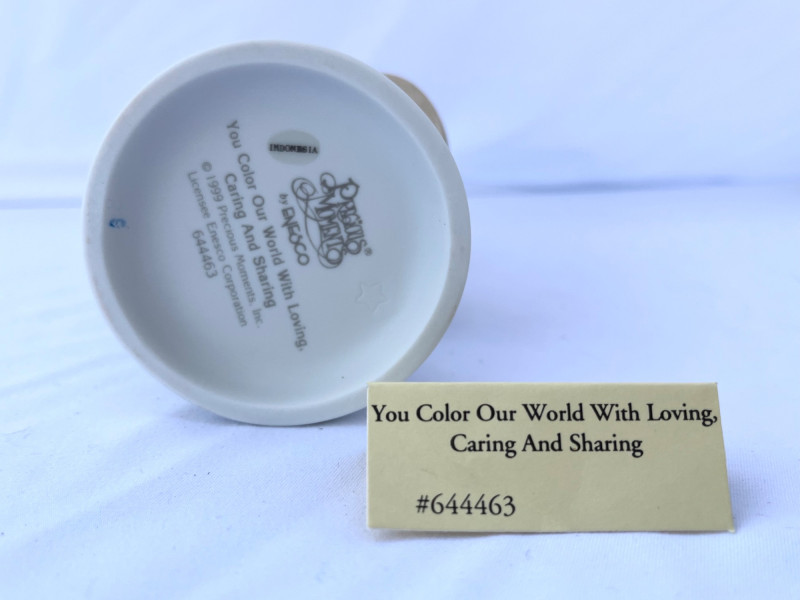 INDONESIA
PRECIOUS
MOMENTS®
by ENESCO
You Color Our World With Loving,
Caring And Sharing
© 1999 Precious Moments, Inc.
Licensee Enesco Corporation
644463
You Color Our World With Loving,
Caring And Sharing
#644463